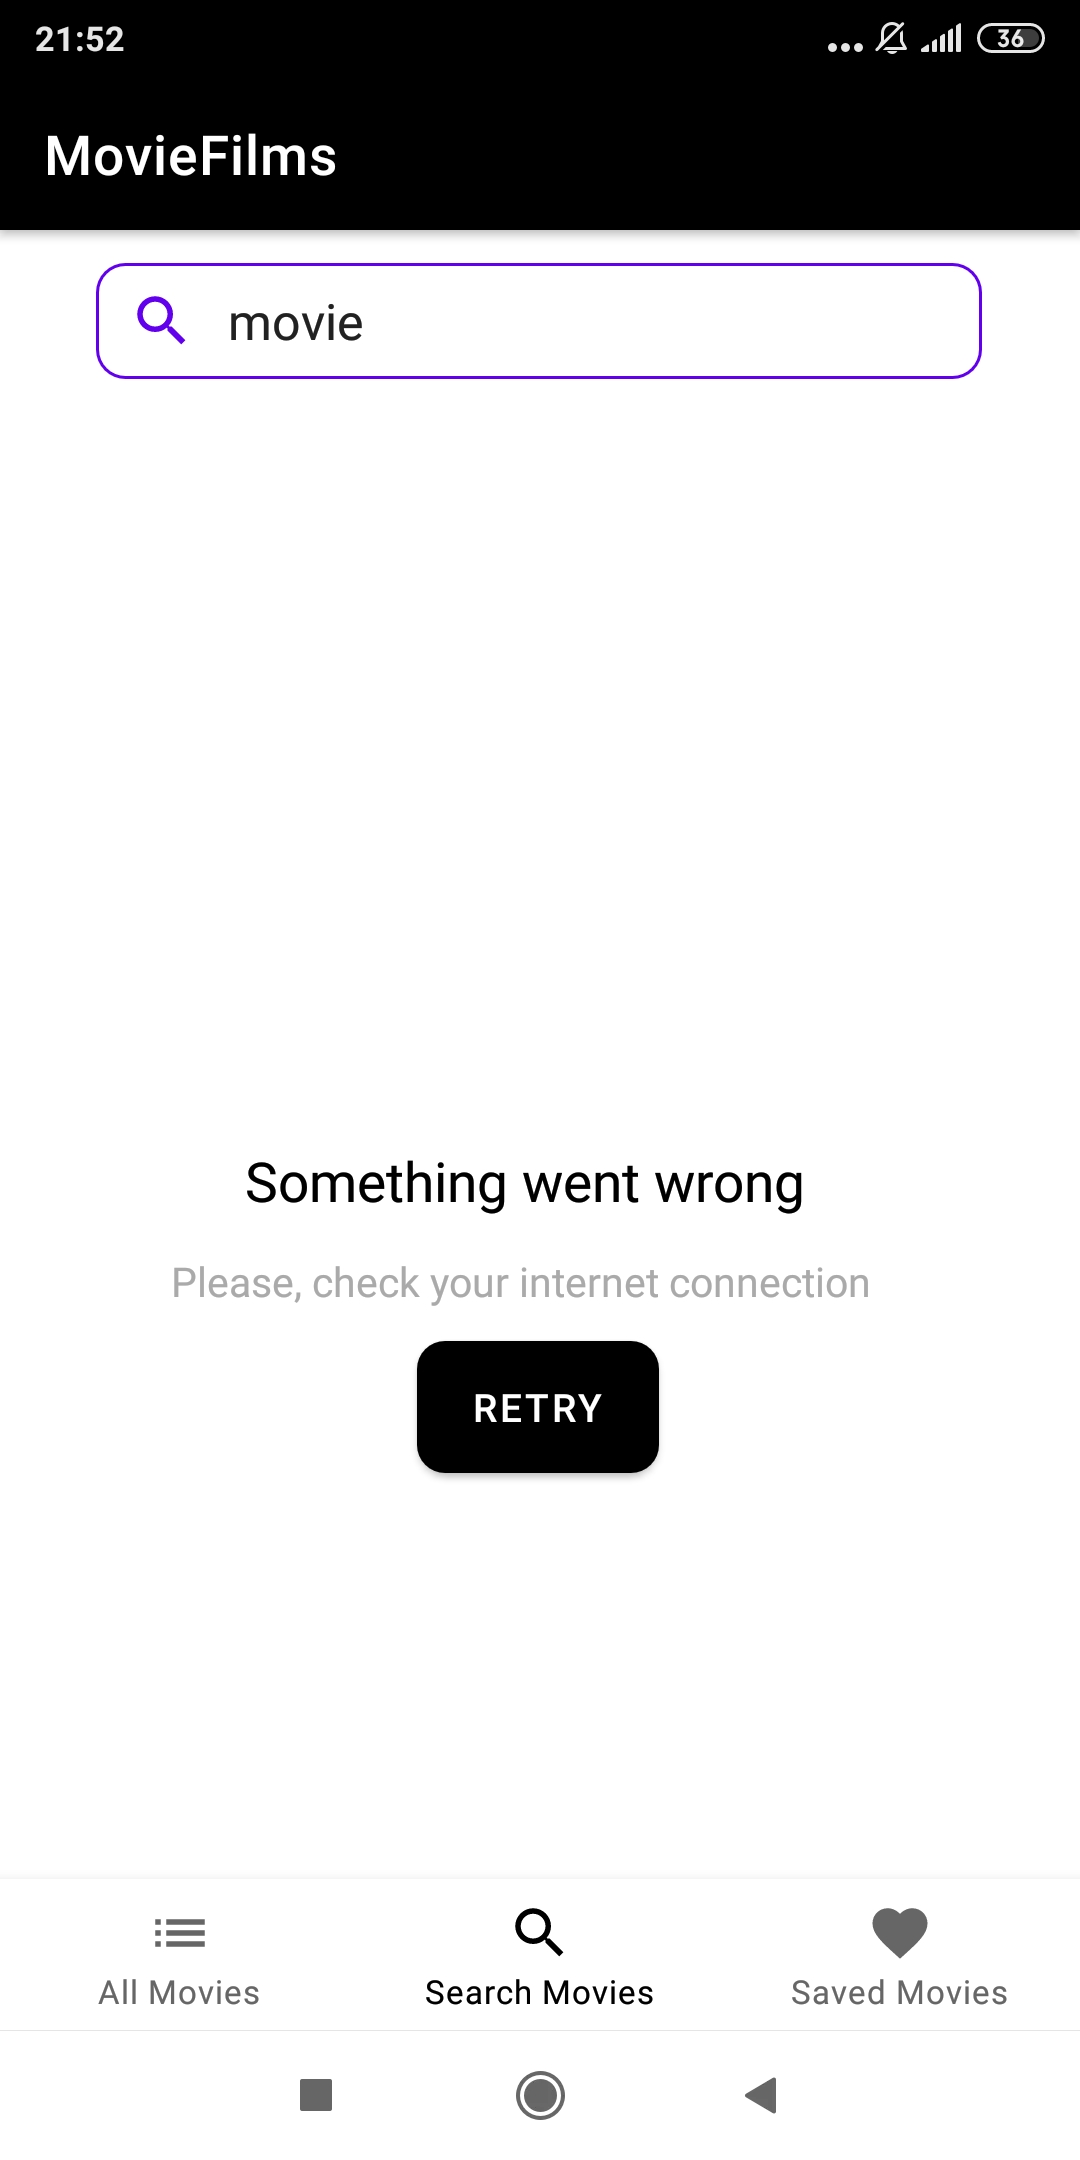 21:52
36
MovieFilms
movie
Something went wrong
Please, check your internet connection
RETRY
All Movies
Search Movies
Saved Movies